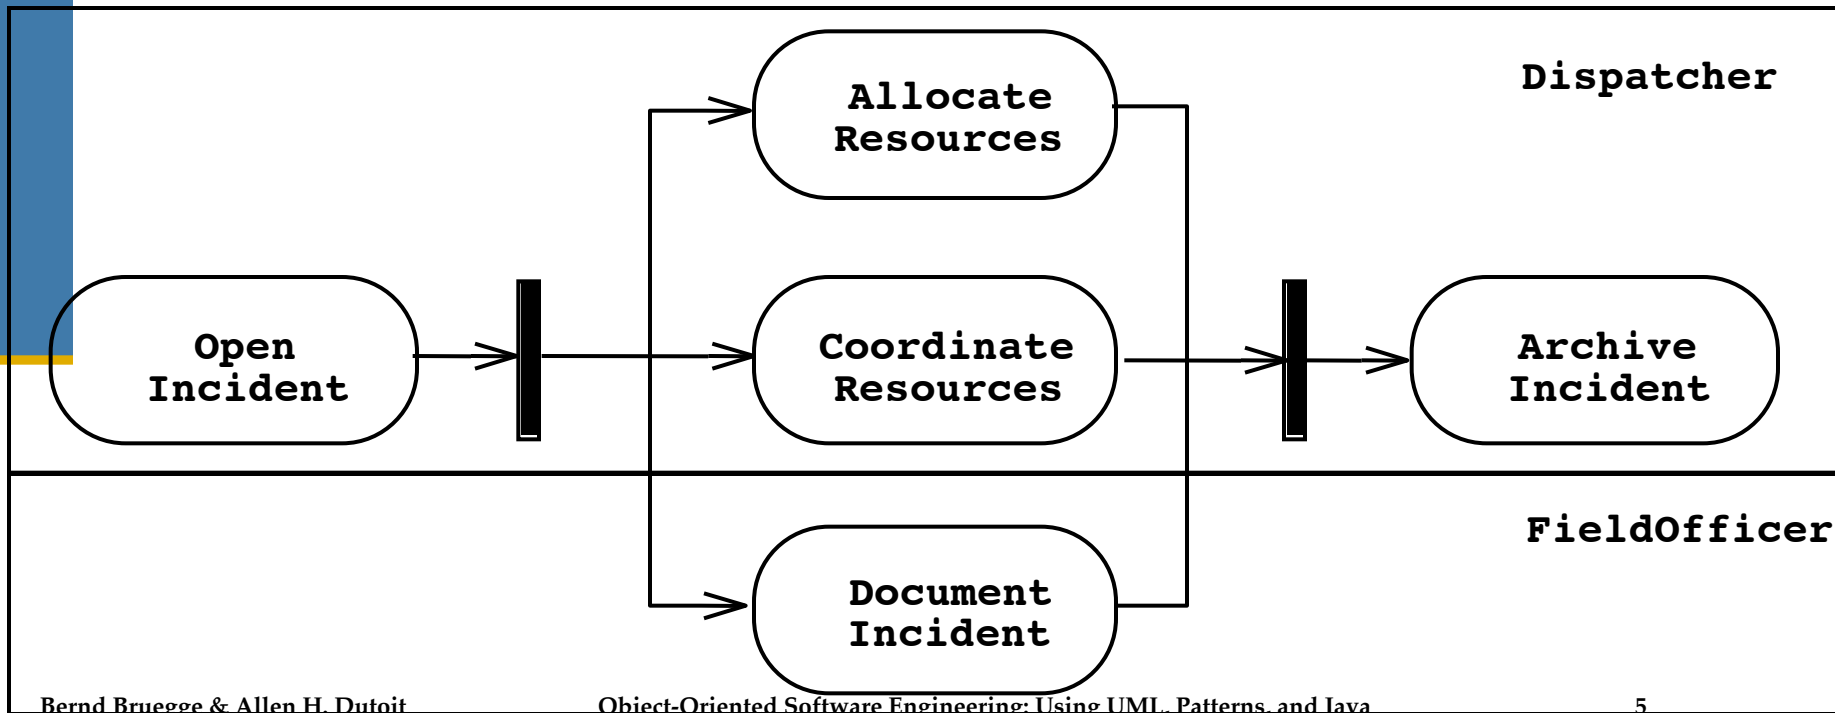 Dispatcher
Allocate
Resources
Open
Incident
Coordinate
Resources
Archive
Incident
FieldOfficer
Document
Incident
Bernd Bruegge & Allen H. Dutoit
Object-Oriented Software Engineering: Using UML, Patterns, and Java
5